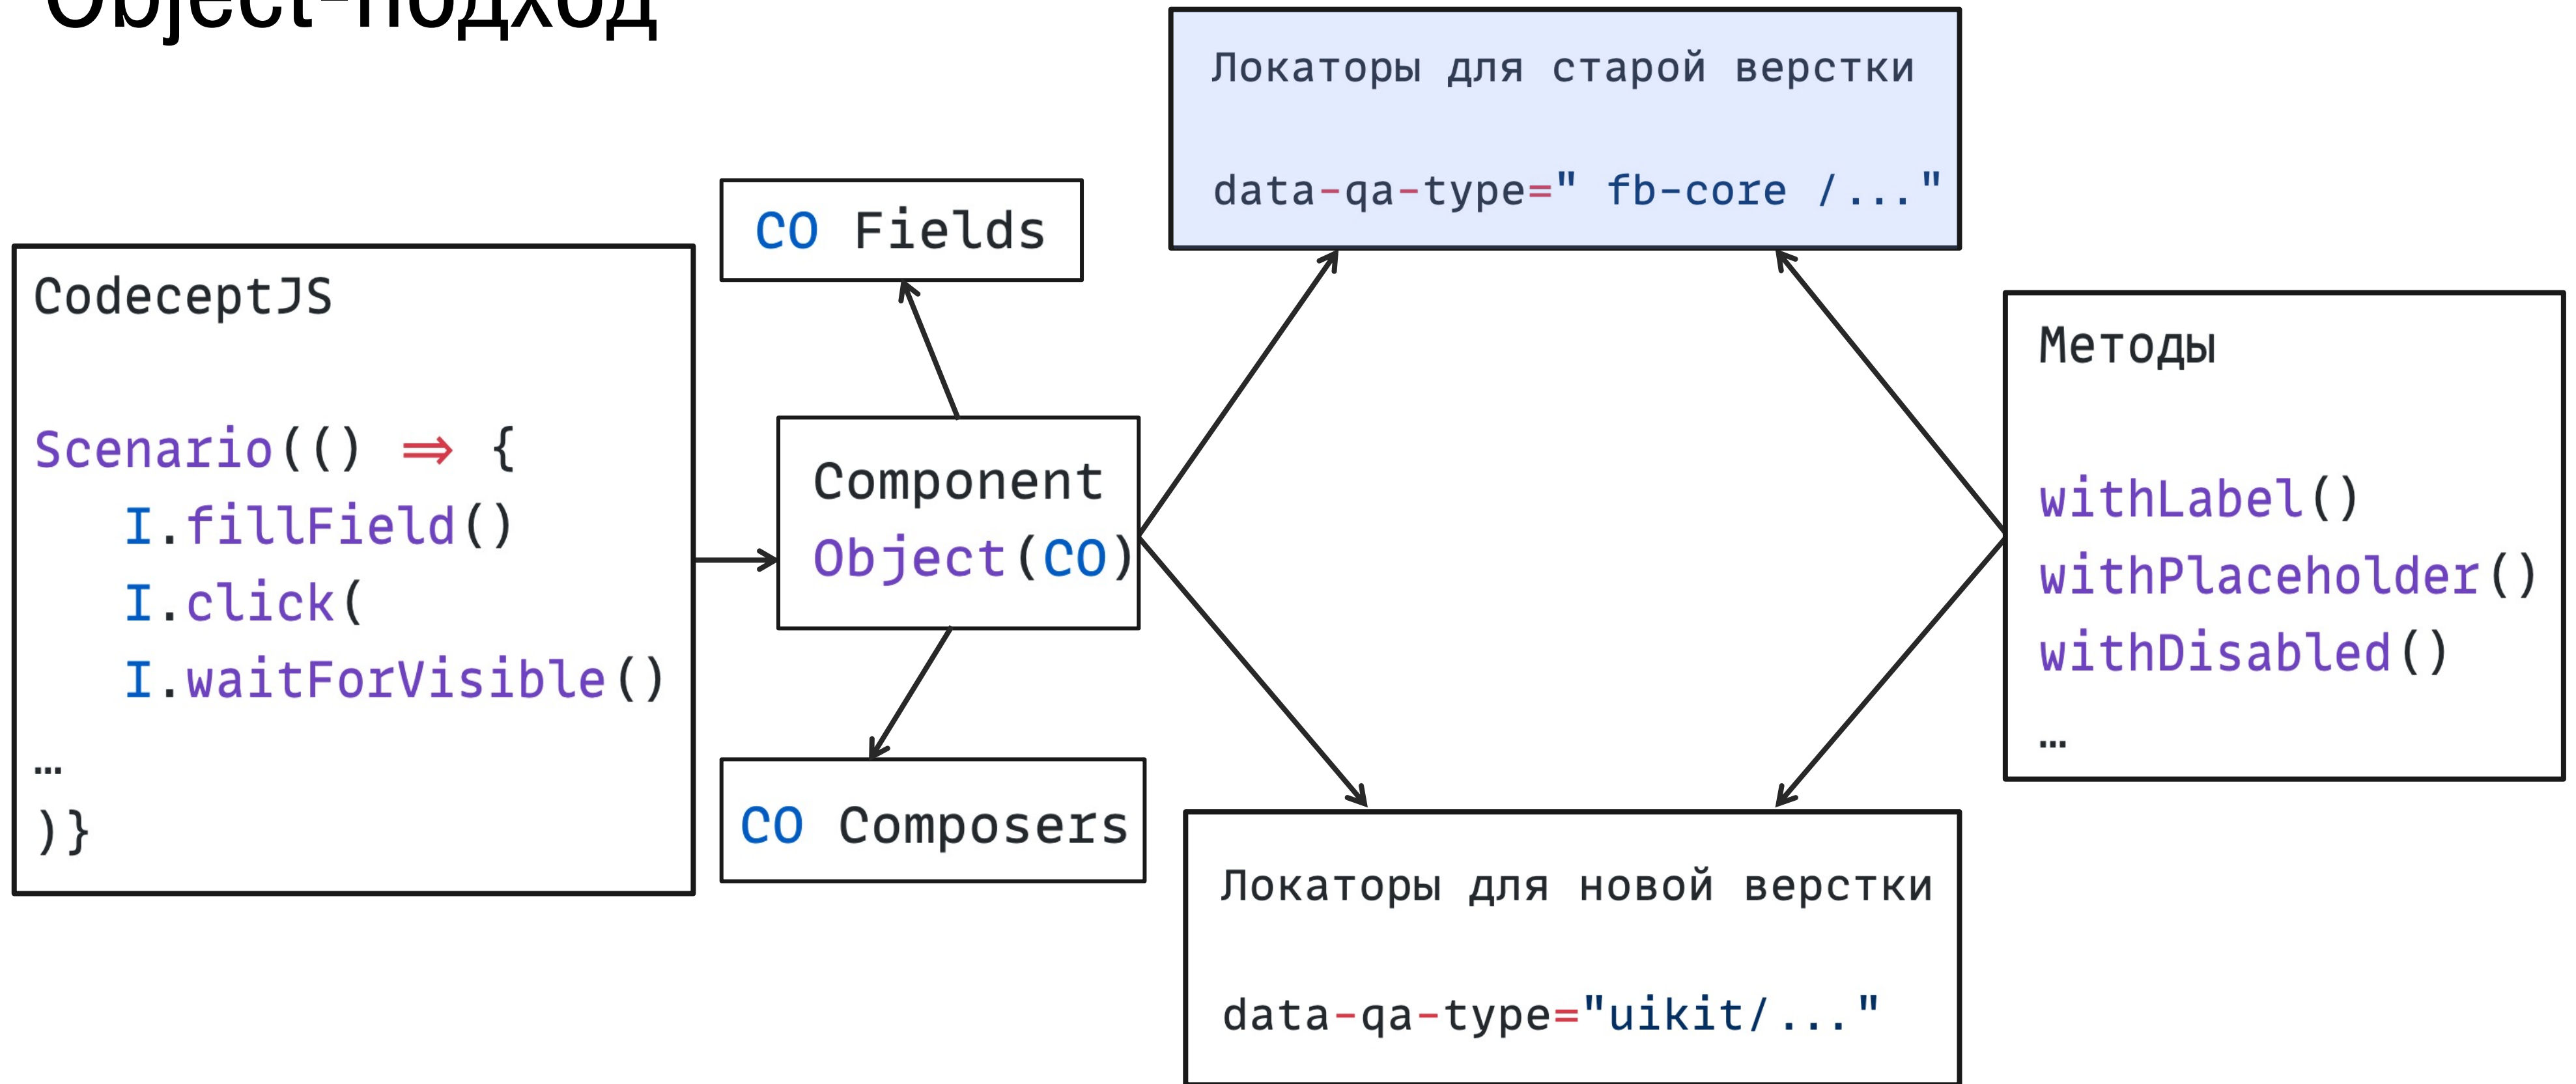 Object-подход
CodeceptJS
Scenario(() ⇒ {
I.fillField()
I.click(
I.waitForVisible()
…
)}
CO Fields
Component
Object(CO)
CO Composers
Локаторы для старой верстки
data-qa-type=" fb-core /..."
Локаторы для новой верстки
data-qa-type="uikit/..."
Методы
withLabel()
withPlaceholder()
withDisabled()
…